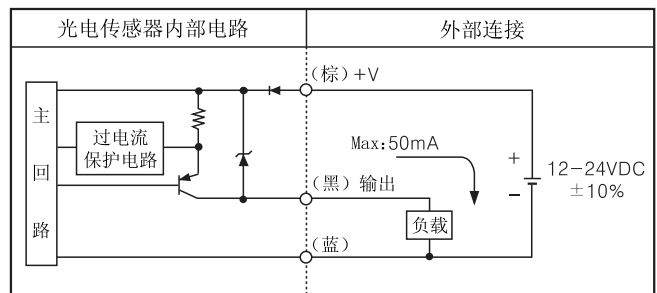 光电传感器内部电路
外部连接
(棕)+V
主回路
过电流
保护电路
Max:50mA
+
12-24VDC
±10%
-
(黑)输出
负载
(蓝)